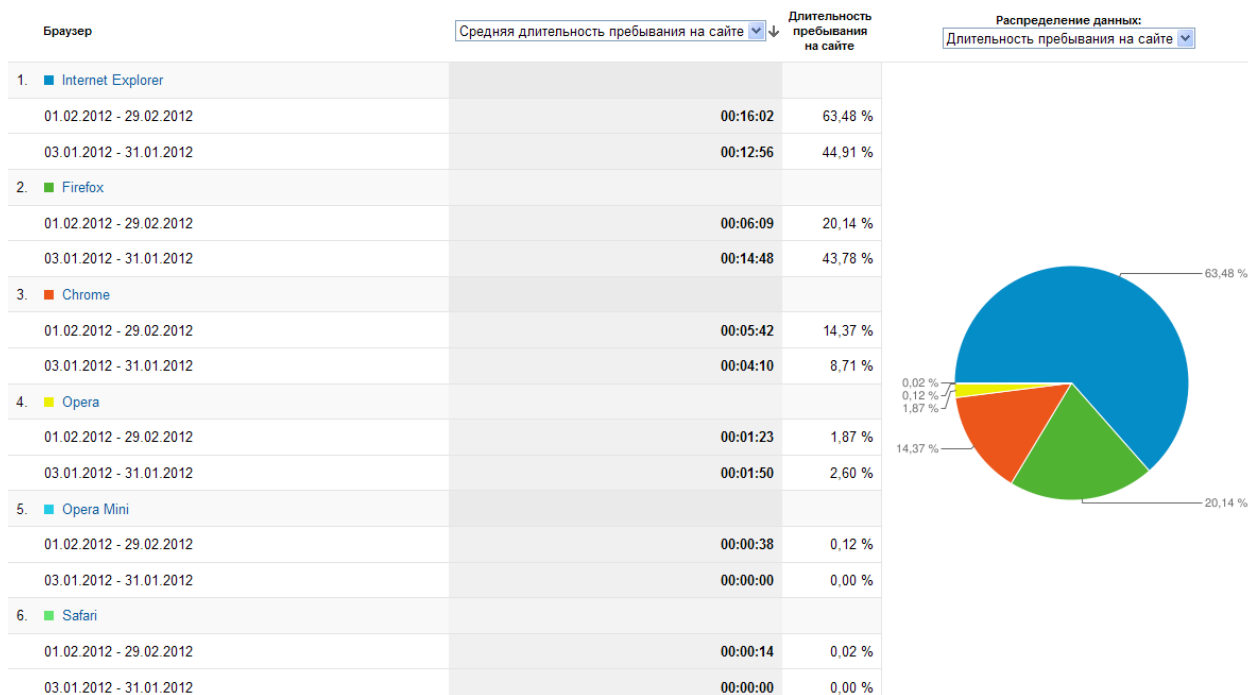 Браузер
Средняя длительность пребывания на сайте
Длительность
пребывания
на сайте
Распределение данных:
Длительность пребывания на сайте
1. Internet Explorer
01.02.2012 - 29.02.2012 00:16:02 63,48 %
03.01.2012 - 31.01.2012 00:12:56 44,91 %
2. Firefox
01.02.2012 - 29.02.2012 00:06:09 20,14 %
03.01.2012 - 31.01.2012 00:14:48 43,78 %
3. Chrome
01.02.2012 - 29.02.2012 00:05:42 14,37 %
03.01.2012 - 31.01.2012 00:04:10 8,71 %
4. Opera
01.02.2012 - 29.02.2012 00:01:23 1,87 %
03.01.2012 - 31.01.2012 00:01:50 2,60 %
5. Opera Mini
01.02.2012 - 29.02.2012 00:00:38 0,12 %
03.01.2012 - 31.01.2012 00:00:00 0,00 %
6. Safari
01.02.2012 - 29.02.2012 00:00:14 0,02 %
03.01.2012 - 31.01.2012 00:00:00 0,00 %
63,48 %
0,02 %
0,12 %
1,87 %
14,37 %
20,14 %